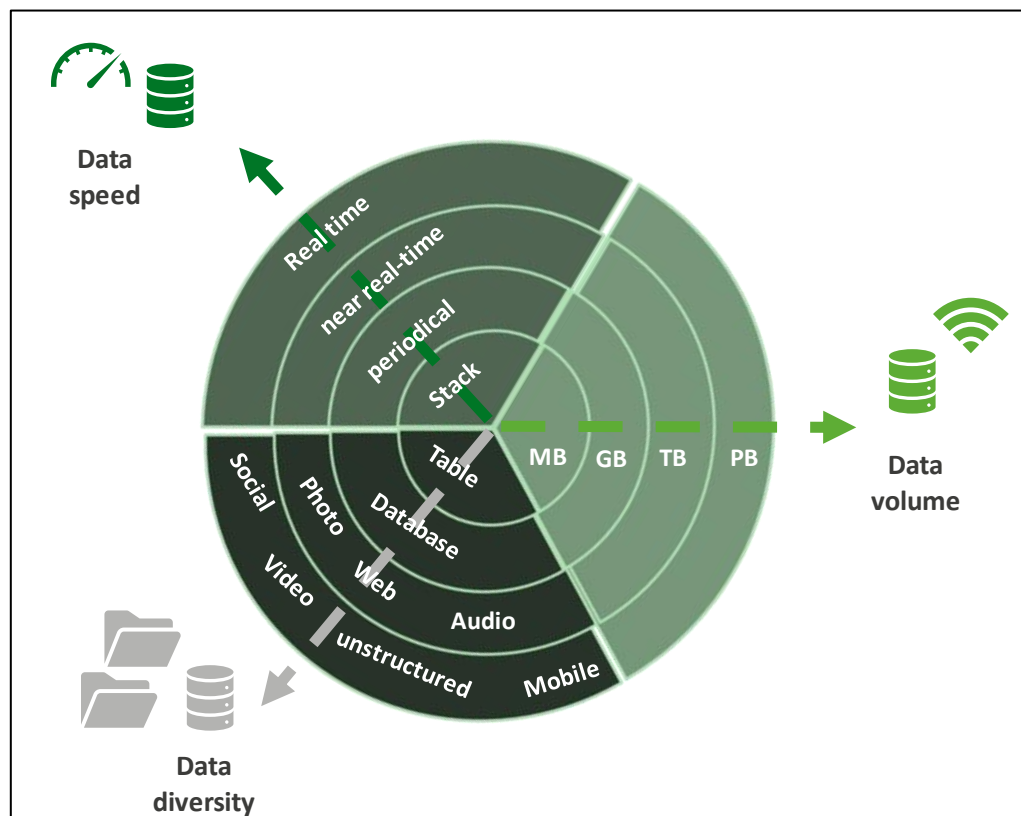 Data
speed
Real time
near real-time
periodical
Stack
MB
GB
TB
PB
Data
volume
Table
Database
Web
Photo
Audio
Social
Video
unstructured
Mobile
Data
diversity